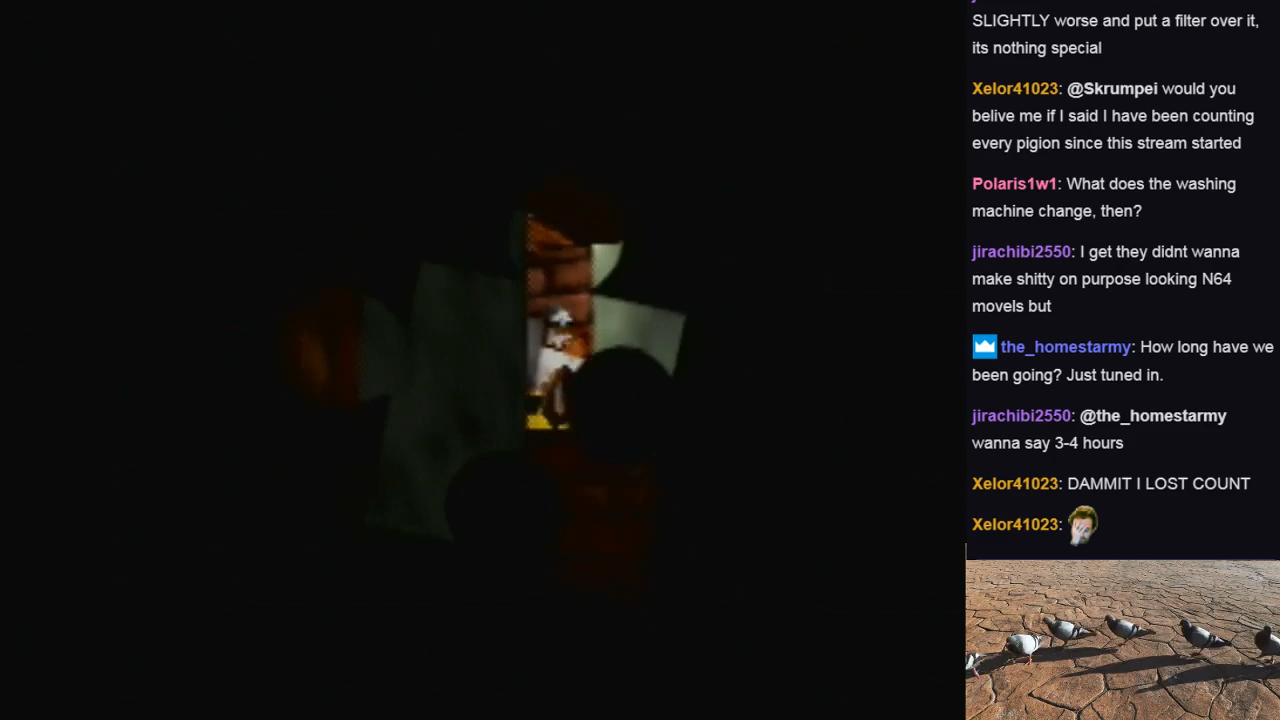 SLIGHTLY worse and put a filter over it,
its nothing special
Xelor41023: @Skrumpei would you
belive me if I said I have been counting
every pigion since this stream started
Polaris1w1: What does the washing
machine change, then?
jirachibi2550: I get they didnt wanna
make shitty on purpose looking N64
movels but
the_homestarmy: How long have we
been going? Just tuned in.
jirachibi2550: @the_homestarmy
wanna say 3-4 hours
Xelor41023: DAMMIT I LOST COUNT
Xelor41023: